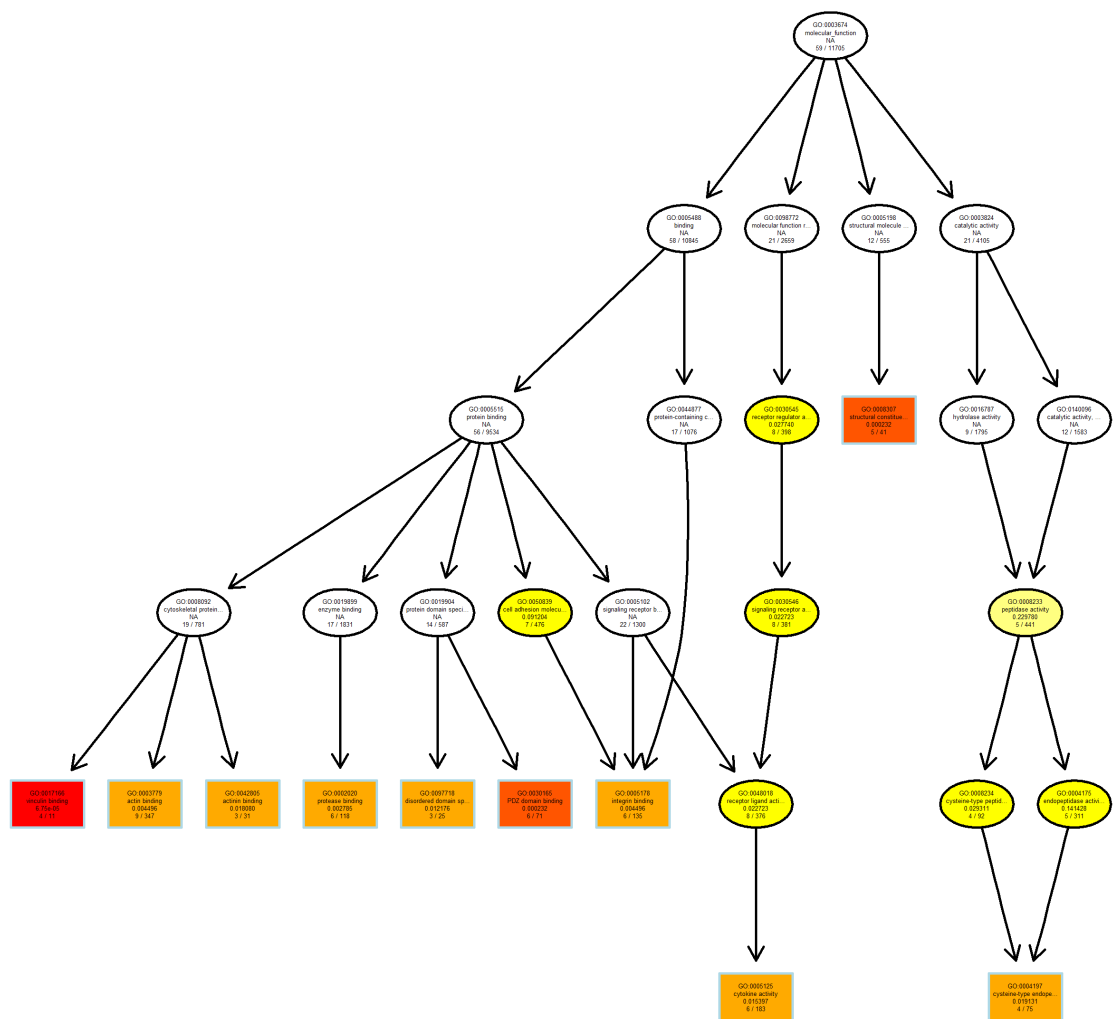 GO:0003674
molecular_function
NA
59 / 11705
GO:0005488
binding
NA
58 / 10845
GO:0098772
molecular function r...
NA
21 / 2659
GO:0005198
structural molecule ...
NA
12 / 555
GO:0003824
catalytic activity
NA
21 / 4105
GO:0005515
protein binding
NA
56 / 9534
GO:0044877
protein-containing c...
NA
17 / 1076
GO:0030545
receptor regulator a...
0.027740
8 / 398
GO:0008307
structural constitue...
0.000232
5 / 41
GO:0016787
hydrolase activity
NA
9 / 1795
GO:0140096
catalytic activity, ...
NA
12 / 1583
GO:0008092
cytoskeletal protein...
NA
19 / 781
GO:0019899
enzyme binding
NA
17 / 1831
GO:0019904
protein domain speci...
NA
14 / 587
GO:0050839
cell adhesion molecu...
0.091204
7 / 476
GO:0005102
signaling receptor b...
NA
22 / 1300
GO:0030546
signaling receptor a...
0.022723
8 / 381
GO:0008233
peptidase activity
0.229780
5 / 441
GO:0017166
vinculin binding
6.75e-05
4 / 11
GO:0003779
actin binding
0.004496
9 / 347
GO:0042805
actinin binding
0.018080
3 / 31
GO:0002020
protease binding
0.002785
6 / 118
GO:0097718
disordered domain sp...
0.012176
3 / 25
GO:0030165
PDZ domain binding
0.000232
6 / 71
GO:0005178
integrin binding
0.004496
6 / 135
GO:0048018
receptor ligand acti...
0.022723
8 / 376
GO:0008234
cysteine-type peptid...
0.029311
4 / 92
GO:0004175
endopeptidase activi...
0.141428
5 / 311
GO:0005125
cytokine activity
0.015397
6 / 183
GO:0004197
cysteine-type endope...
0.019131
4 / 75